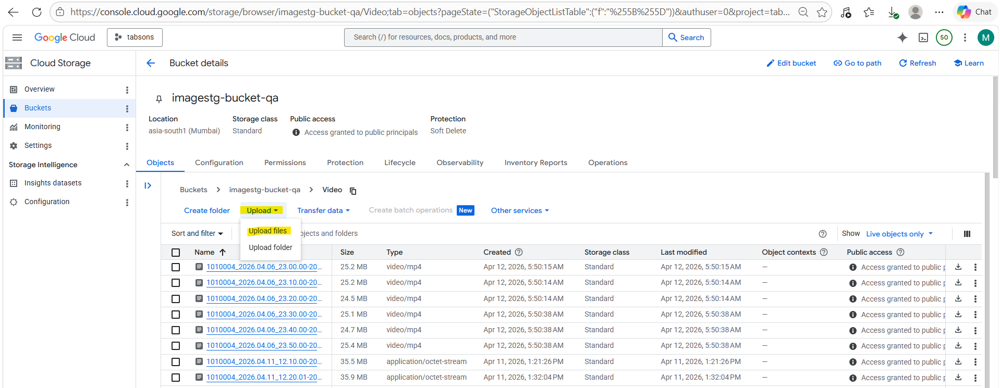 https://console.cloud.google.com/storage/browser/imagestg-bucket-qa/Video;tab=objects?pageState=("StorageObjectListTable":("f":"%255B%255D"))&authuser=0&project=tab...
Chat
Google Cloud
tabsons
Search (/) for resources, docs, products, and more
Search
50
M
Cloud Storage
Bucket details
Edit bucket
Go to path
Refresh
Learn
Overview
Buckets
Monitoring
Settings
Storage Intelligence
Insights datasets
Configuration
imagestg-bucket-qa
Location Storage class Public access Protection
asia-south1 (Mumbai) Standard Access granted to public principals Soft Delete
Objects Configuration Permissions Protection Lifecycle Observability Inventory Reports Operations
Buckets > imagestg-bucket-qa > Video
Create folder Upload Transfer data Create batch operations New Other services
Upload files
Upload folder
Sort and filter bjects and folders Show Live objects only
Name Size Type Created Storage class Last modified Object contexts Public access
1010004_2026.04.06_23.00.00-20... 25.2 MB video/mp4 Apr 12, 2026, 5:50:15 AM Standard Apr 12, 2026, 5:50:15 AM — Access granted to public p
1010004_2026.04.06_23.10.00-20... 25.2 MB video/mp4 Apr 12, 2026, 5:50:14 AM Standard Apr 12, 2026, 5:50:14 AM — Access granted to public p
1010004_2026.04.06_23.20.00-20... 24.5 MB video/mp4 Apr 12, 2026, 5:50:14 AM Standard Apr 12, 2026, 5:50:14 AM — Access granted to public p
1010004_2026.04.06_23.30.00-20... 25.1 MB video/mp4 Apr 12, 2026, 5:50:38 AM Standard Apr 12, 2026, 5:50:38 AM — Access granted to public p
1010004_2026.04.06_23.40.00-20... 24.7 MB video/mp4 Apr 12, 2026, 5:50:38 AM Standard Apr 12, 2026, 5:50:38 AM — Access granted to public p
1010004_2026.04.06_23.50.00-20... 25.4 MB video/mp4 Apr 12, 2026, 5:50:38 AM Standard Apr 12, 2026, 5:50:38 AM — Access granted to public p
1010004_2026.04.11_12.10.00-20... 35.5 MB application/octet-stream Apr 11, 2026, 1:21:26 PM Standard Apr 11, 2026, 1:21:26 PM — Access granted to public p
1010004_2026.04.11_12.20.01-20... 35.9 MB application/octet-stream Apr 11, 2026, 1:32:04 PM Standard Apr 11, 2026, 1:32:04 PM — Access granted to public p